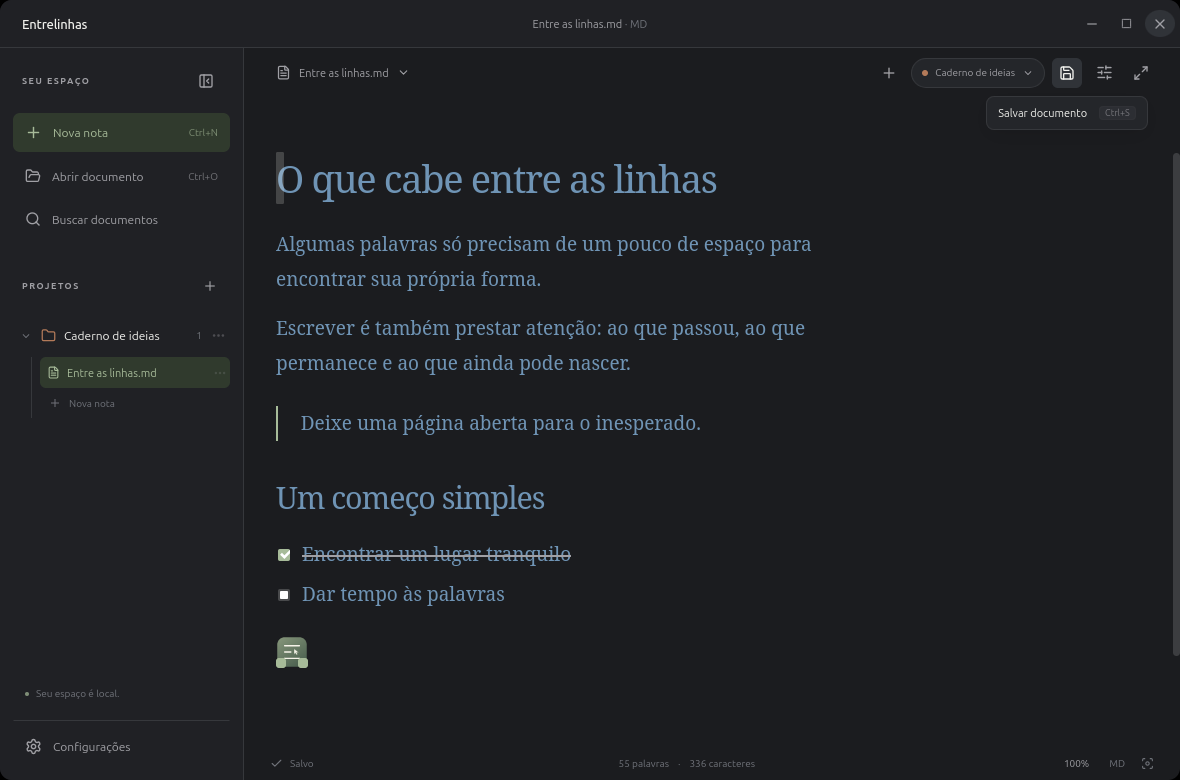 Entrelinhas
Entre as linhas.md · MD
SEU ESPAÇO
Nova nota Ctrl+N
Abrir documento Ctrl+O
Buscar documentos
PROJETOS
Caderno de ideias 1
Entre as linhas.md
Nova nota
Seu espaço é local.
Configurações
Entre as linhas.md
Caderno de ideias
Salvar documento Ctrl+S
O que cabe entre as linhas
Algumas palavras só precisam de um pouco de espaço para
encontrar sua própria forma.
Escrever é também prestar atenção: ao que passou, ao que
permanece e ao que ainda pode nascer.
Deixe uma página aberta para o inesperado.
Um começo simples
Encontrar um lugar tranquilo
Dar tempo às palavras
Salvo
55 palavras · 336 caracteres
100% MD